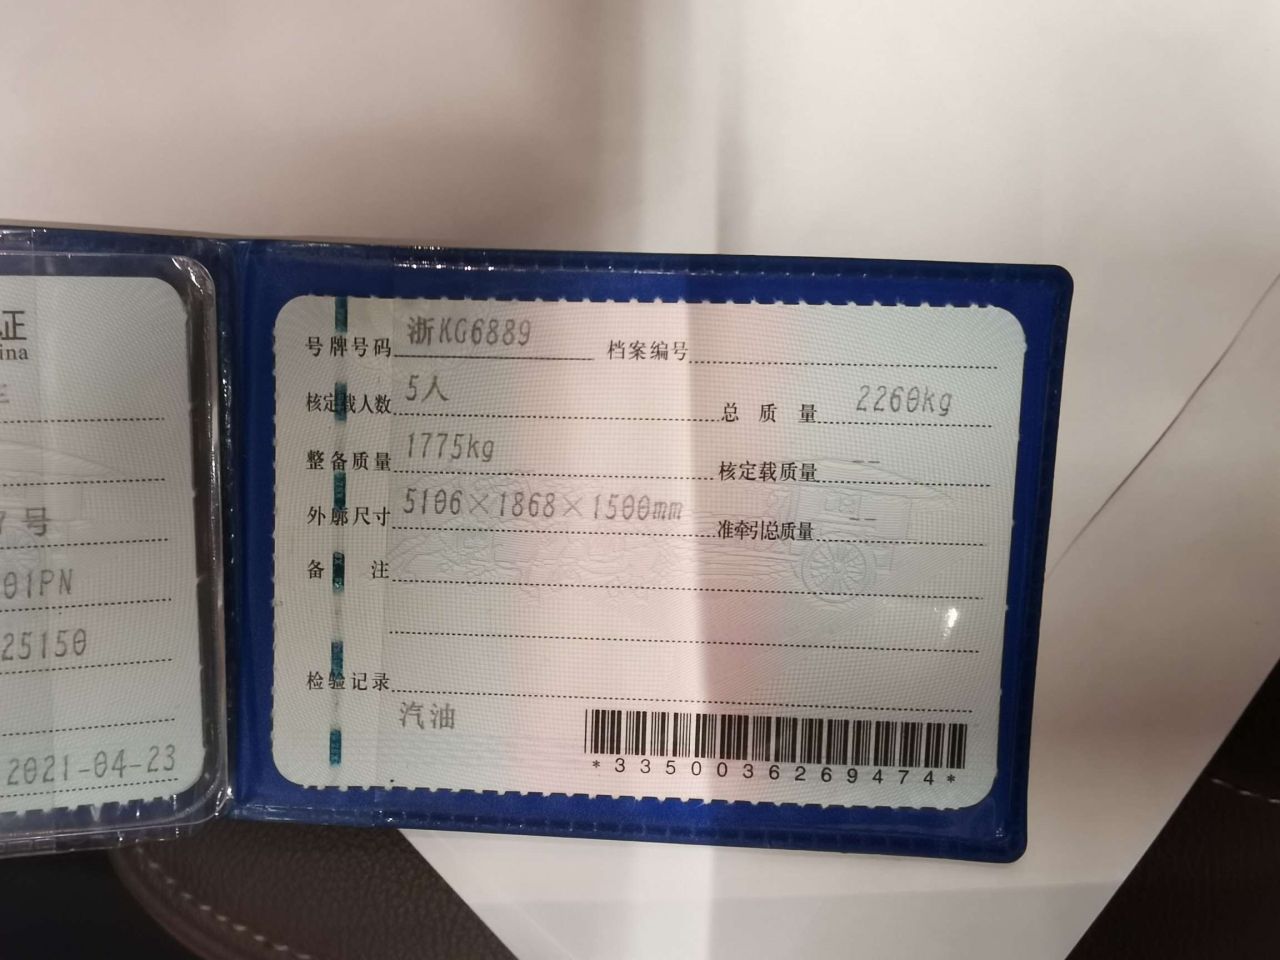 证
ina
7号
01PN
25150
2021-04-23
号牌号码 浙KG6889 档案编号
核定载人数 5人 总质量 2260kg
整备质量 1775kg 核定载质量 --
外廓尺寸 5106×1868×1500mm 准牵引总质量 --
备注
检验记录
汽油
*3350036269474*